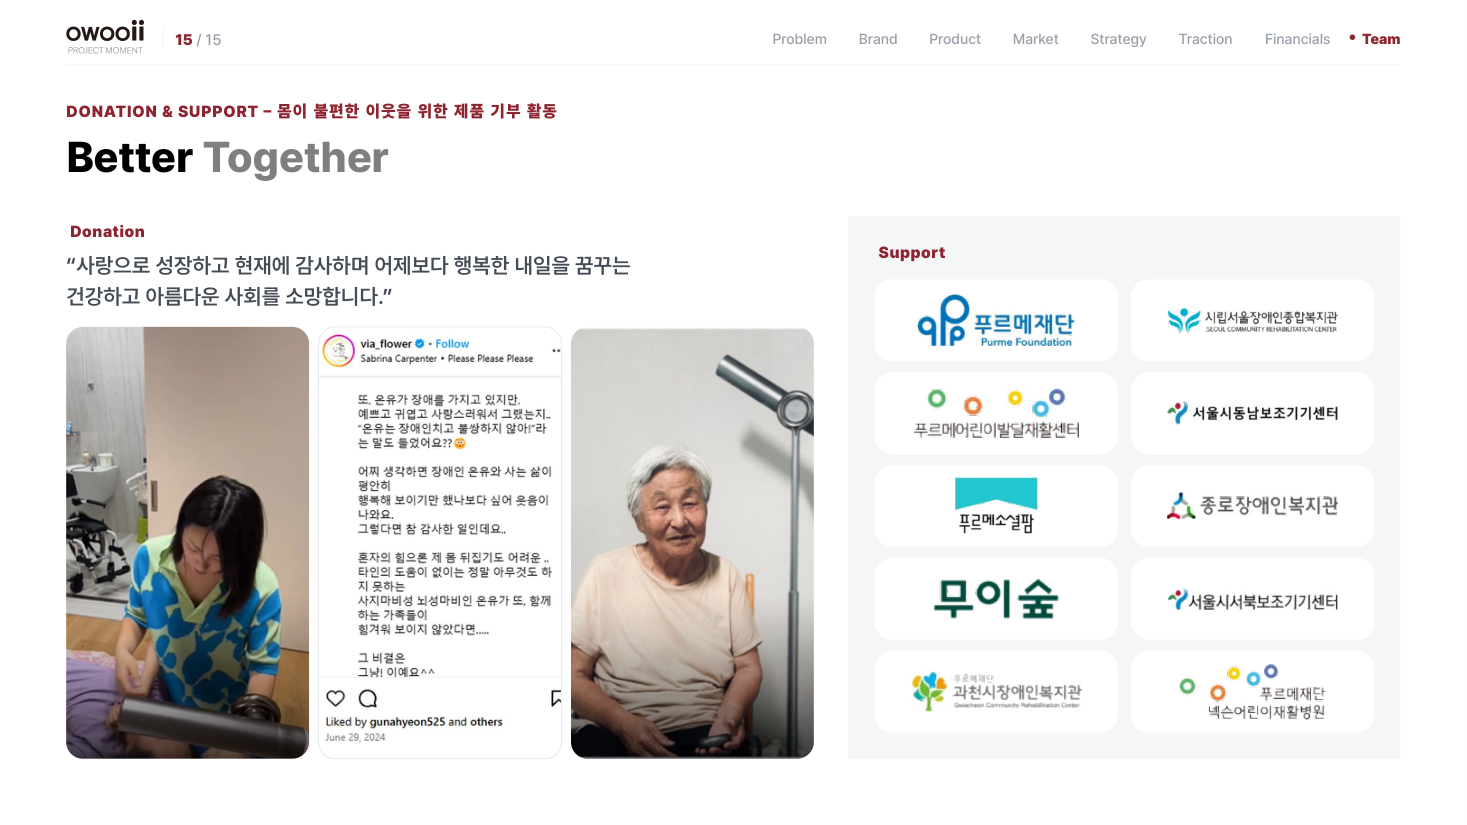 owooii
PROJECT MOMENT
15 / 15
Problem
Brand
Product
Market
Strategy
Traction
Financials
• Team
DONATION & SUPPORT – 몸이 불편한 이웃을 위한 제품 기부 활동
Better Together
Donation
“사랑으로 성장하고 현재에 감사하며 어제보다 행복한 내일을 꿈꾸는
건강하고 아름다운 사회를 소망합니다.”
via_flower • Follow
Sabrina Carpenter • Please Please Please
또, 온유가 장애를 가지고 있지만,
예쁘고 귀엽고 사랑스러워서 그랬는지..
“온유는 장애인치고 불쌍하지 않아!”라
는 말도 들었어요??
어찌 생각하면 장애인 온유와 사는 삶이
평안히
행복해 보이기만 했나보다 싶어 웃음이
나와요.
그렇다면 참 감사한 일인데요..
혼자의 힘으론 제 몸 뒤집기도 어려운 ..
타인의 도움이 없이는 정말 아무것도 하
지 못하는
사지마비성 뇌성마비인 온유가 또, 함께
하는 가족들이
힘겨워 보이지 않았다면.....
그 비결은
그냥! 이예요^^
Liked by gunahyeon525 and others
June 29, 2024
Support
푸르메재단
Purme Foundation
시립서울장애인종합복지관
SEOUL COMMUNITY REHABILITATION CENTER
푸르메어린이발달재활센터
서울시동남보조기기센터
푸르메소셜팜
종로장애인복지관
무이숲
서울시서북보조기기센터
푸르메재단
과천시장애인복지관
Gwacheon Community Rehabilitation Center
푸르메재단
넥슨어린이재활병원